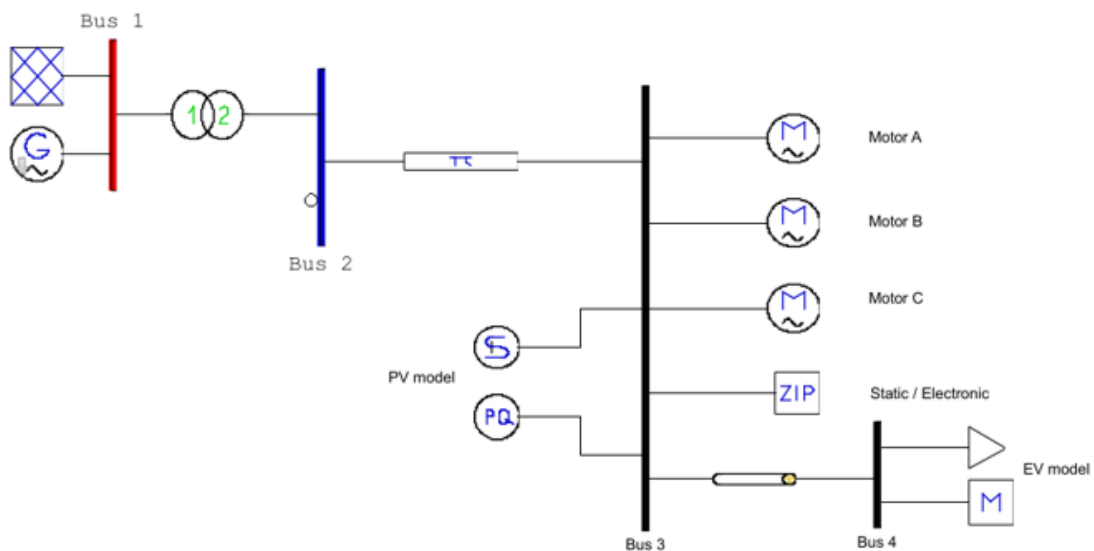 Bus 1
G
1 2
π
Bus 2
M
Motor A
M
Motor B
M
Motor C
S
PV model
PQ
ZIP
Static / Electronic
EV model
M
Bus 3
Bus 4